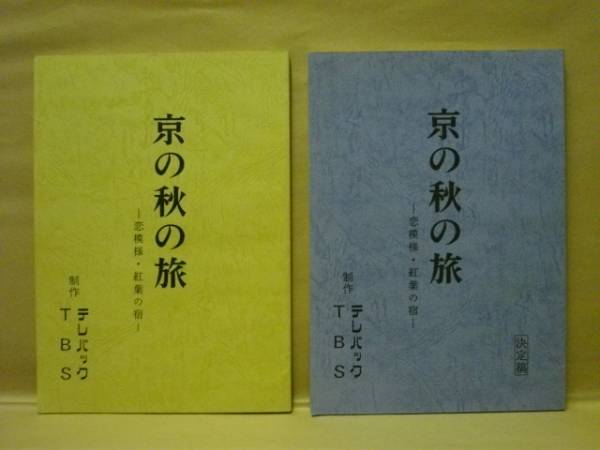 京の秋の旅
―恋模様・紅葉の宿―
制作
テレパック
TBS
京の秋の旅
―恋模様・紅葉の宿―
制作
テレパック
TBS
決定稿